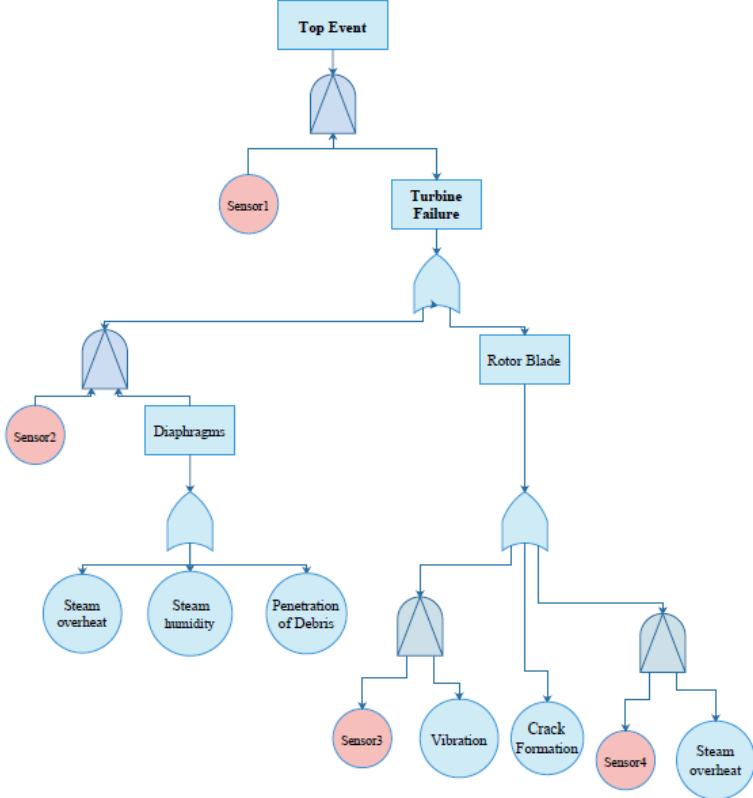 Top Event
Sensor1
Turbine
Failure
Rotor Blade
Sensor2
Diaphragms
Steam
overheat
Steam
humidity
Penetration
of Debris
Sensor3
Vibration
Crack
Formation
Sensor4
Steam
overheat